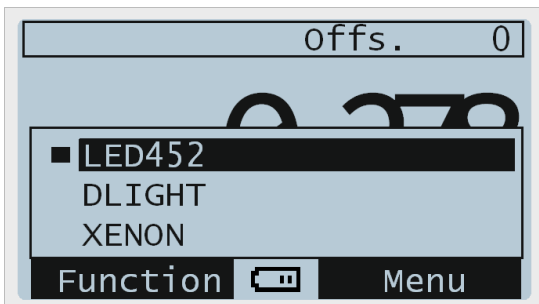 Offs. 0
LED452
DLIGHT
XENON
Function Menu